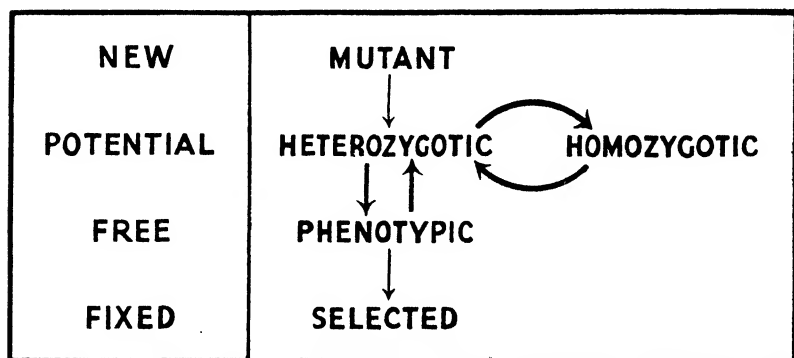 NEW MUTANT
POTENTIAL HETEROZYGOTIC HOMOZYGOTIC
FREE PHENOTYPIC
FIXED SELECTED